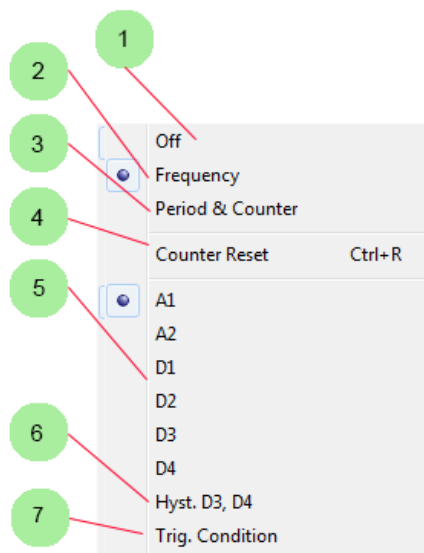 1
2
3
4
5
6
7
Off
Frequency
Period & Counter
Counter Reset Ctrl+R
A1
A2
D1
D2
D3
D4
Hyst. D3, D4
Trig. Condition